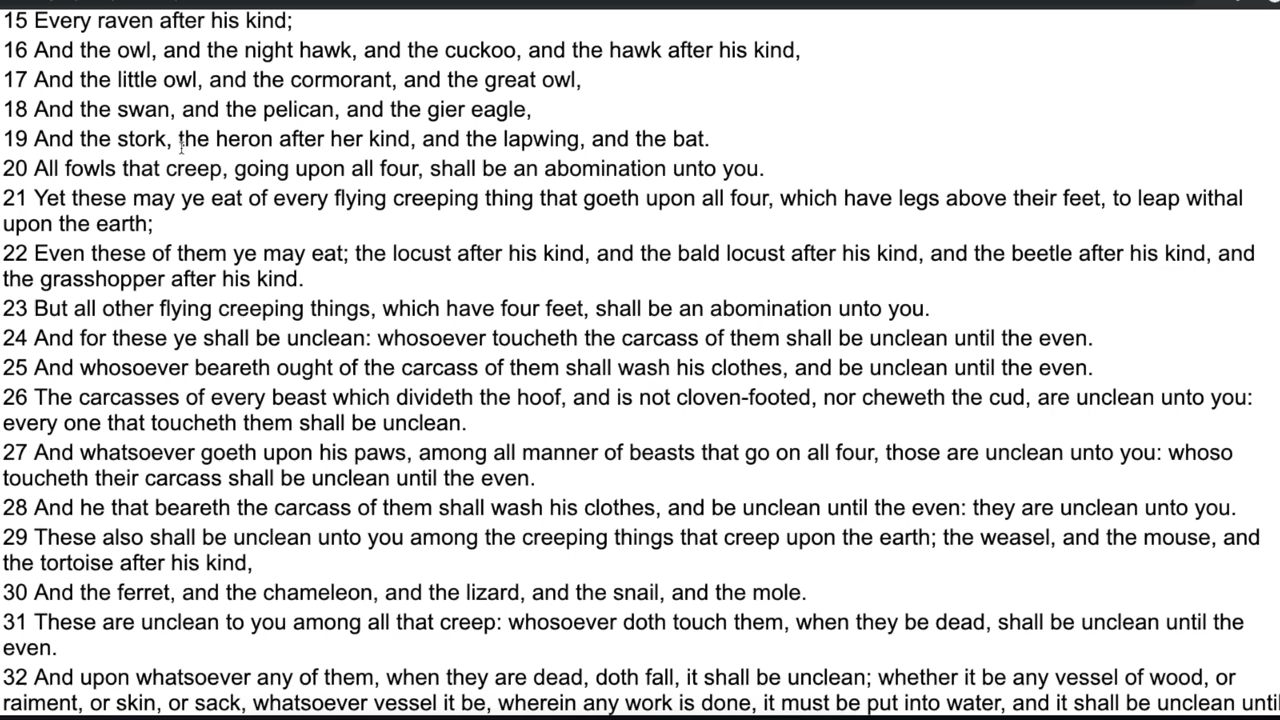 15 Every raven after his kind;
16 And the owl, and the night hawk, and the cuckoo, and the hawk after his kind,
17 And the little owl, and the cormorant, and the great owl,
18 And the swan, and the pelican, and the gier eagle,
19 And the stork, the heron after her kind, and the lapwing, and the bat.
20 All fowls that creep, going upon all four, shall be an abomination unto you.
21 Yet these may ye eat of every flying creeping thing that goeth upon all four, which have legs above their feet, to leap withal
upon the earth;
22 Even these of them ye may eat; the locust after his kind, and the bald locust after his kind, and the beetle after his kind, and
the grasshopper after his kind.
23 But all other flying creeping things, which have four feet, shall be an abomination unto you.
24 And for these ye shall be unclean: whosoever toucheth the carcass of them shall be unclean until the even.
25 And whosoever beareth ought of the carcass of them shall wash his clothes, and be unclean until the even.
26 The carcasses of every beast which divideth the hoof, and is not cloven-footed, nor cheweth the cud, are unclean unto you:
every one that toucheth them shall be unclean.
27 And whatsoever goeth upon his paws, among all manner of beasts that go on all four, those are unclean unto you: whoso
toucheth their carcass shall be unclean until the even.
28 And he that beareth the carcass of them shall wash his clothes, and be unclean until the even: they are unclean unto you.
29 These also shall be unclean unto you among the creeping things that creep upon the earth; the weasel, and the mouse, and
the tortoise after his kind,
30 And the ferret, and the chameleon, and the lizard, and the snail, and the mole.
31 These are unclean to you among all that creep: whosoever doth touch them, when they be dead, shall be unclean until the
even.
32 And upon whatsoever any of them, when they are dead, doth fall, it shall be unclean; whether it be any vessel of wood, or
raiment, or skin, or sack, whatsoever vessel it be, wherein any work is done, it must be put into water, and it shall be unclean until